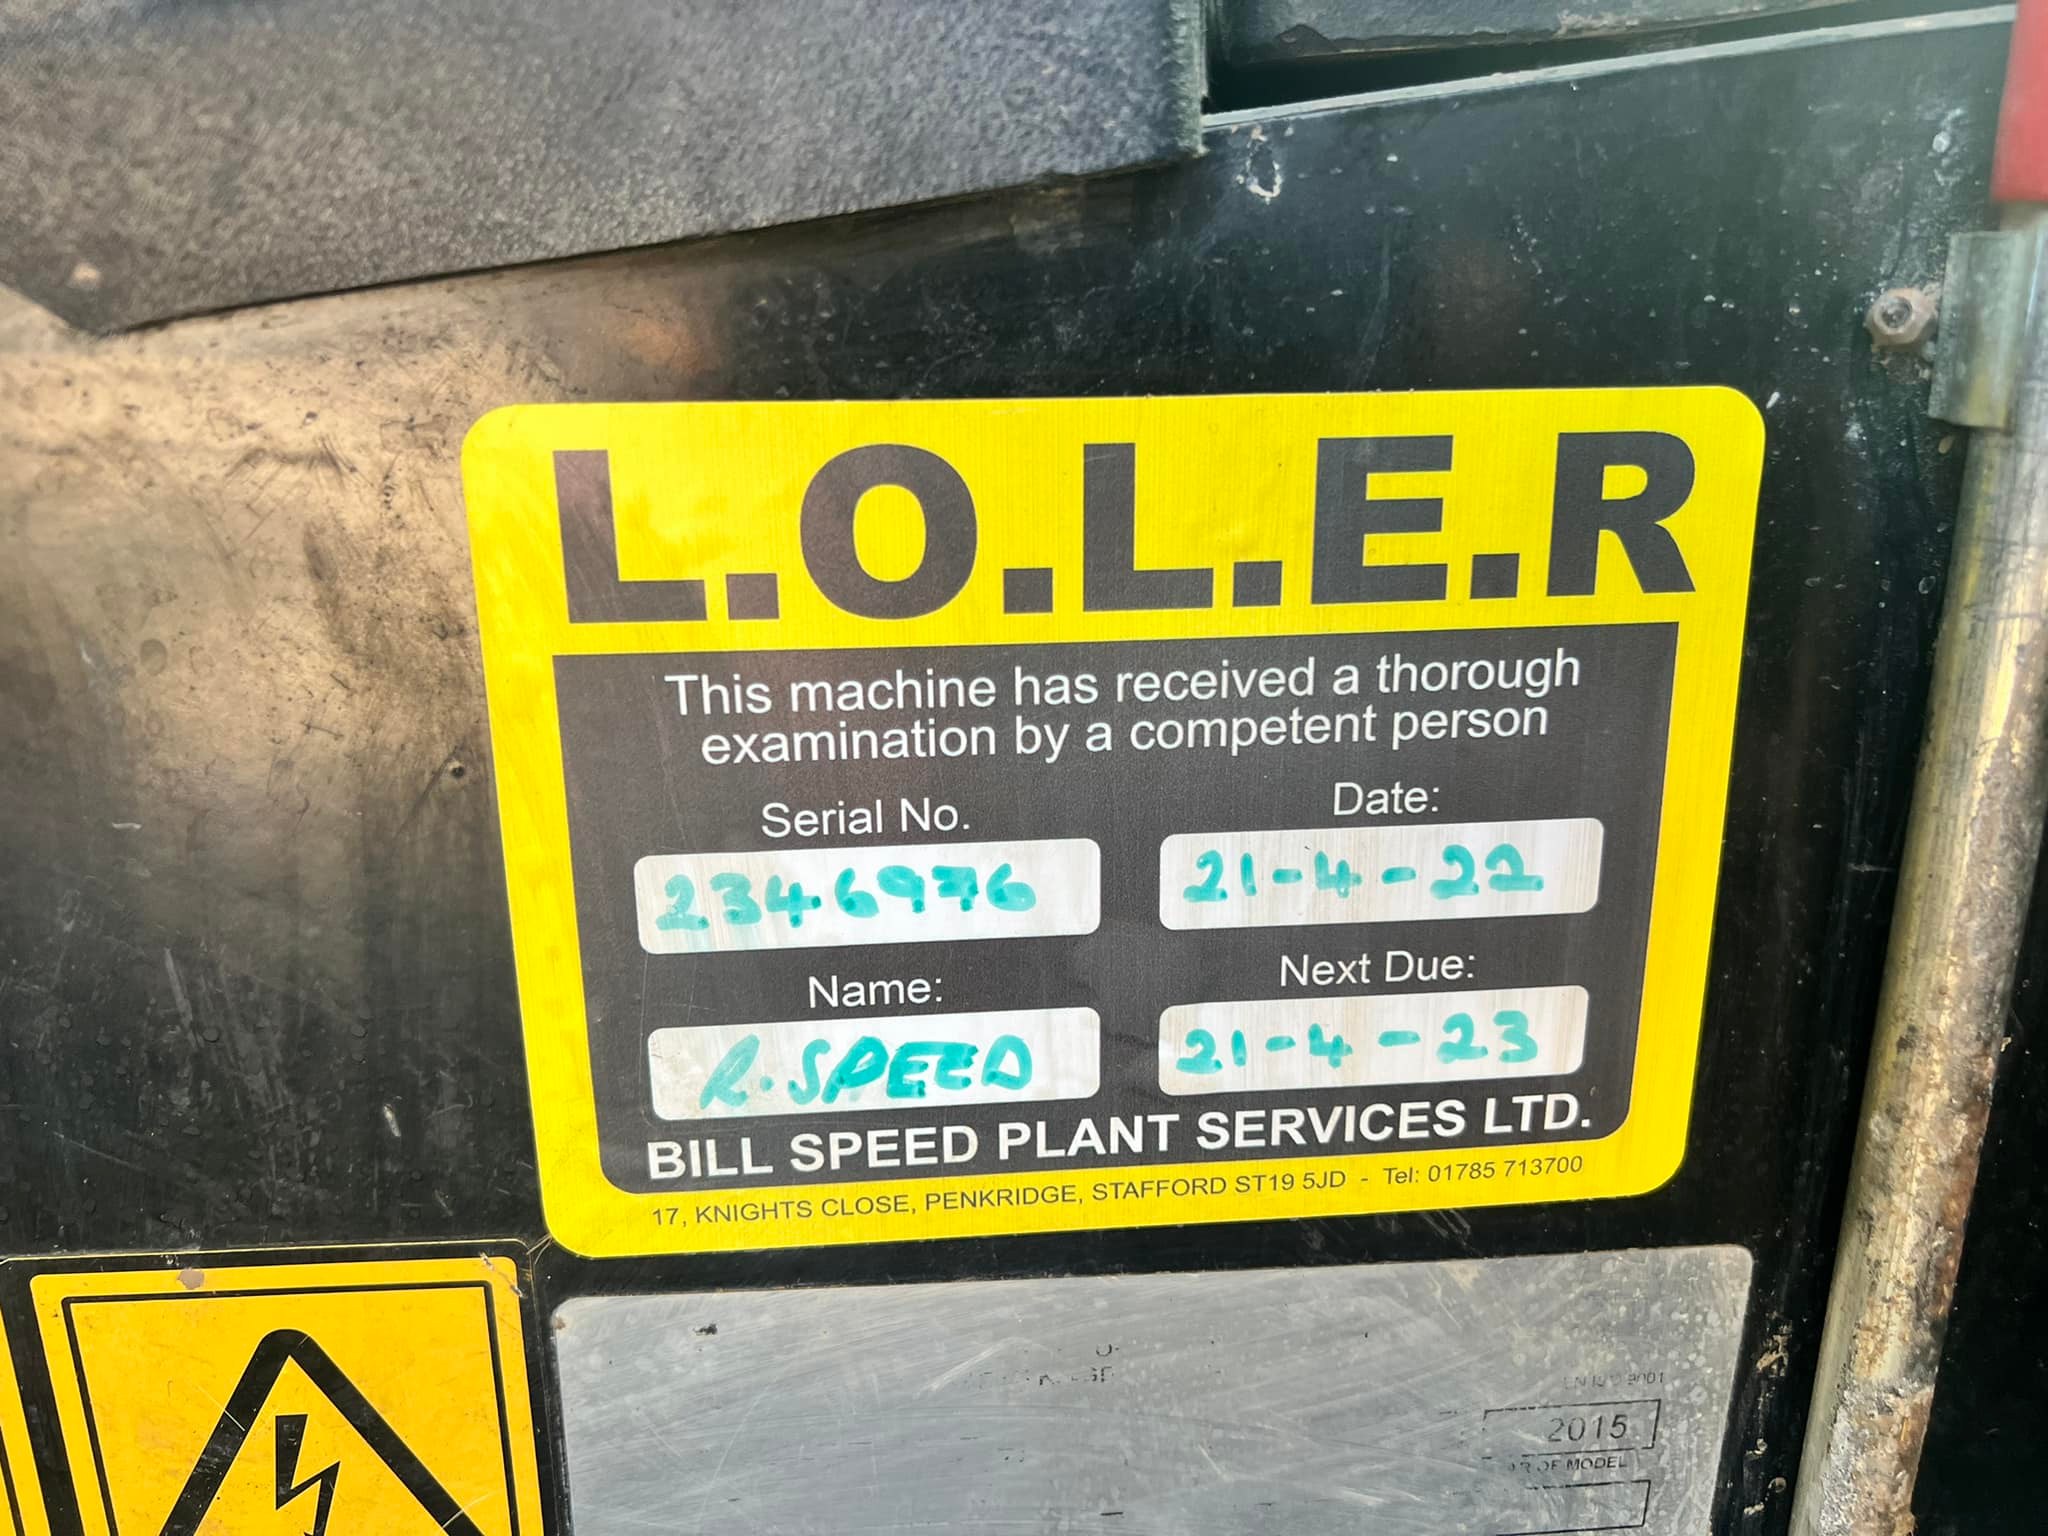 L.O.L.E.R
This machine has received a thorough
examination by a competent person
Serial No.
2346976
Date:
21-4-22
Name:
R. SPEED
Next Due:
21-4-23
BILL SPEED PLANT SERVICES LTD.
17, KNIGHTS CLOSE, PENKRIDGE, STAFFORD ST19 5JD - Tel: 01785 713700
2015
OF MODEL